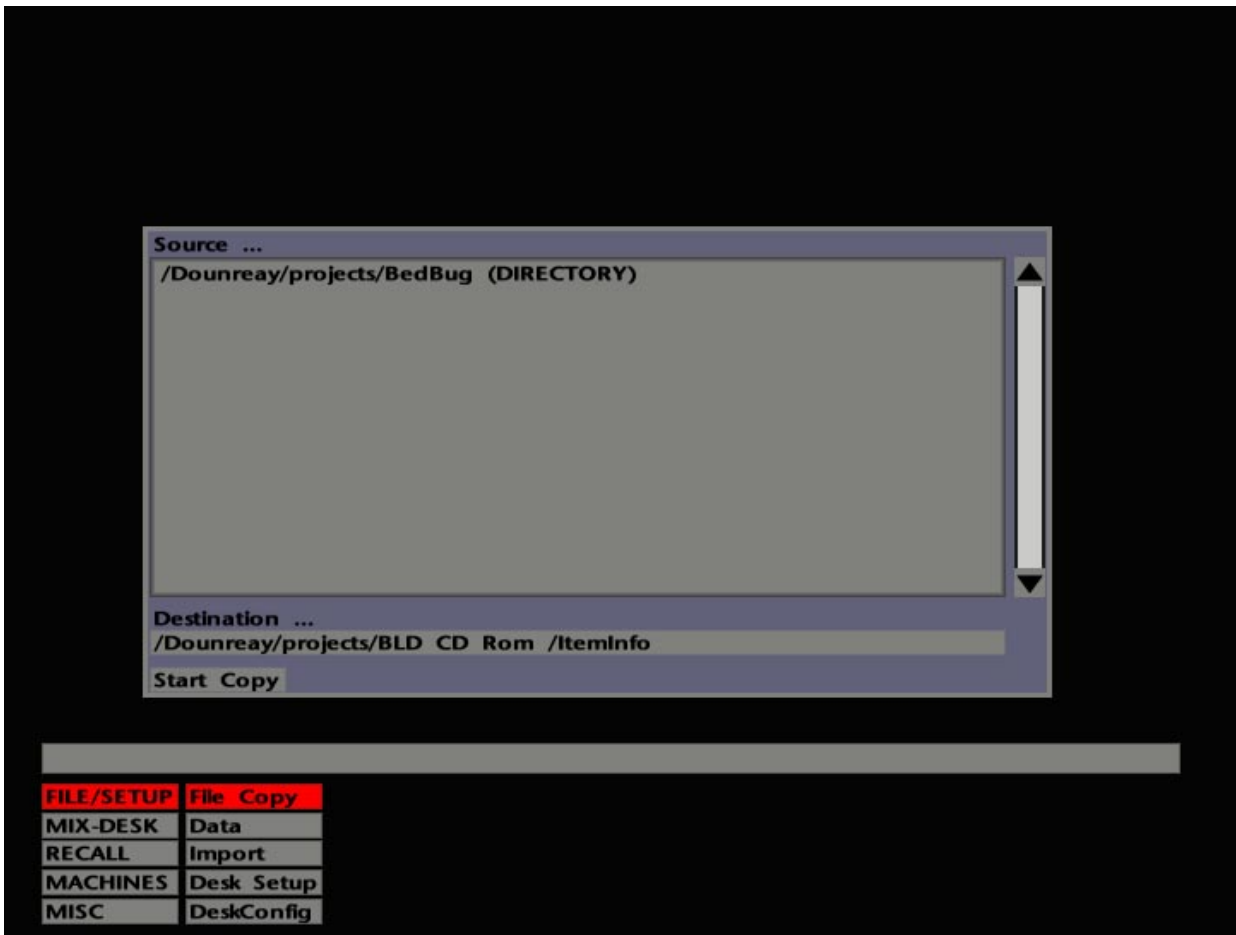 Source ...
/Dounreay/projects/BedBug (DIRECTORY)
Destination ...
/Dounreay/projects/BLD CD Rom /ItemInfo
Start Copy
FILE/SETUP File Copy
MIX-DESK Data
RECALL Import
MACHINES Desk Setup
MISC DeskConfig